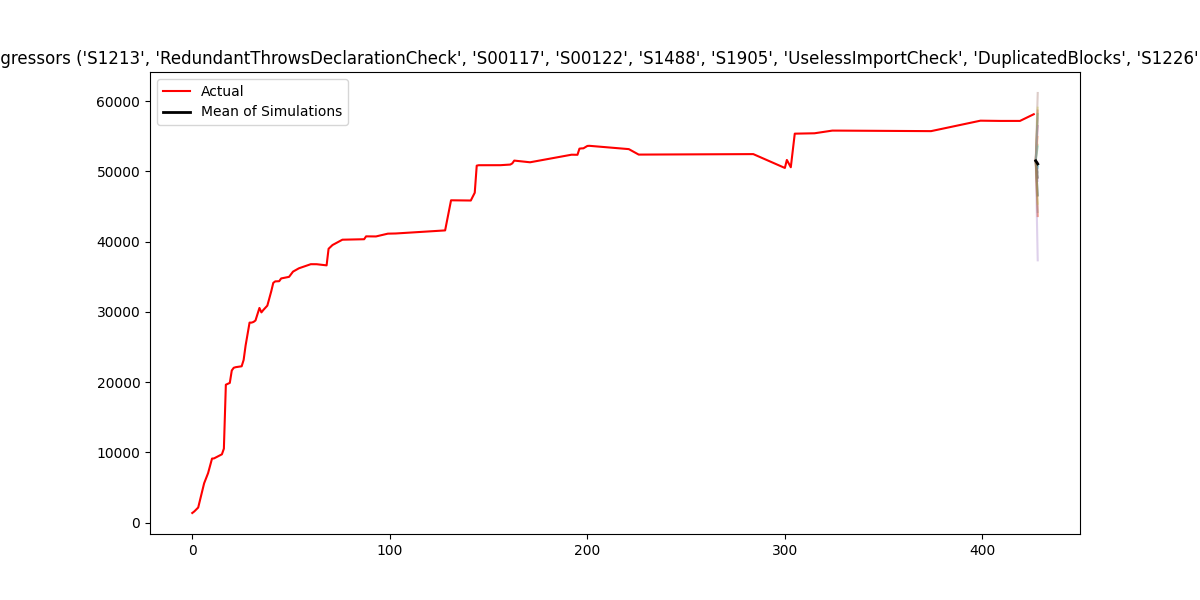 gressors ('S1213', 'RedundantThrowsDeclarationCheck', 'S00117', 'S00122', 'S1488', 'S1905', 'UselessImportCheck', 'DuplicatedBlocks', 'S1226'
Actual
Mean of Simulations
60000
50000
40000
30000
20000
10000
0
0 100 200 300 400